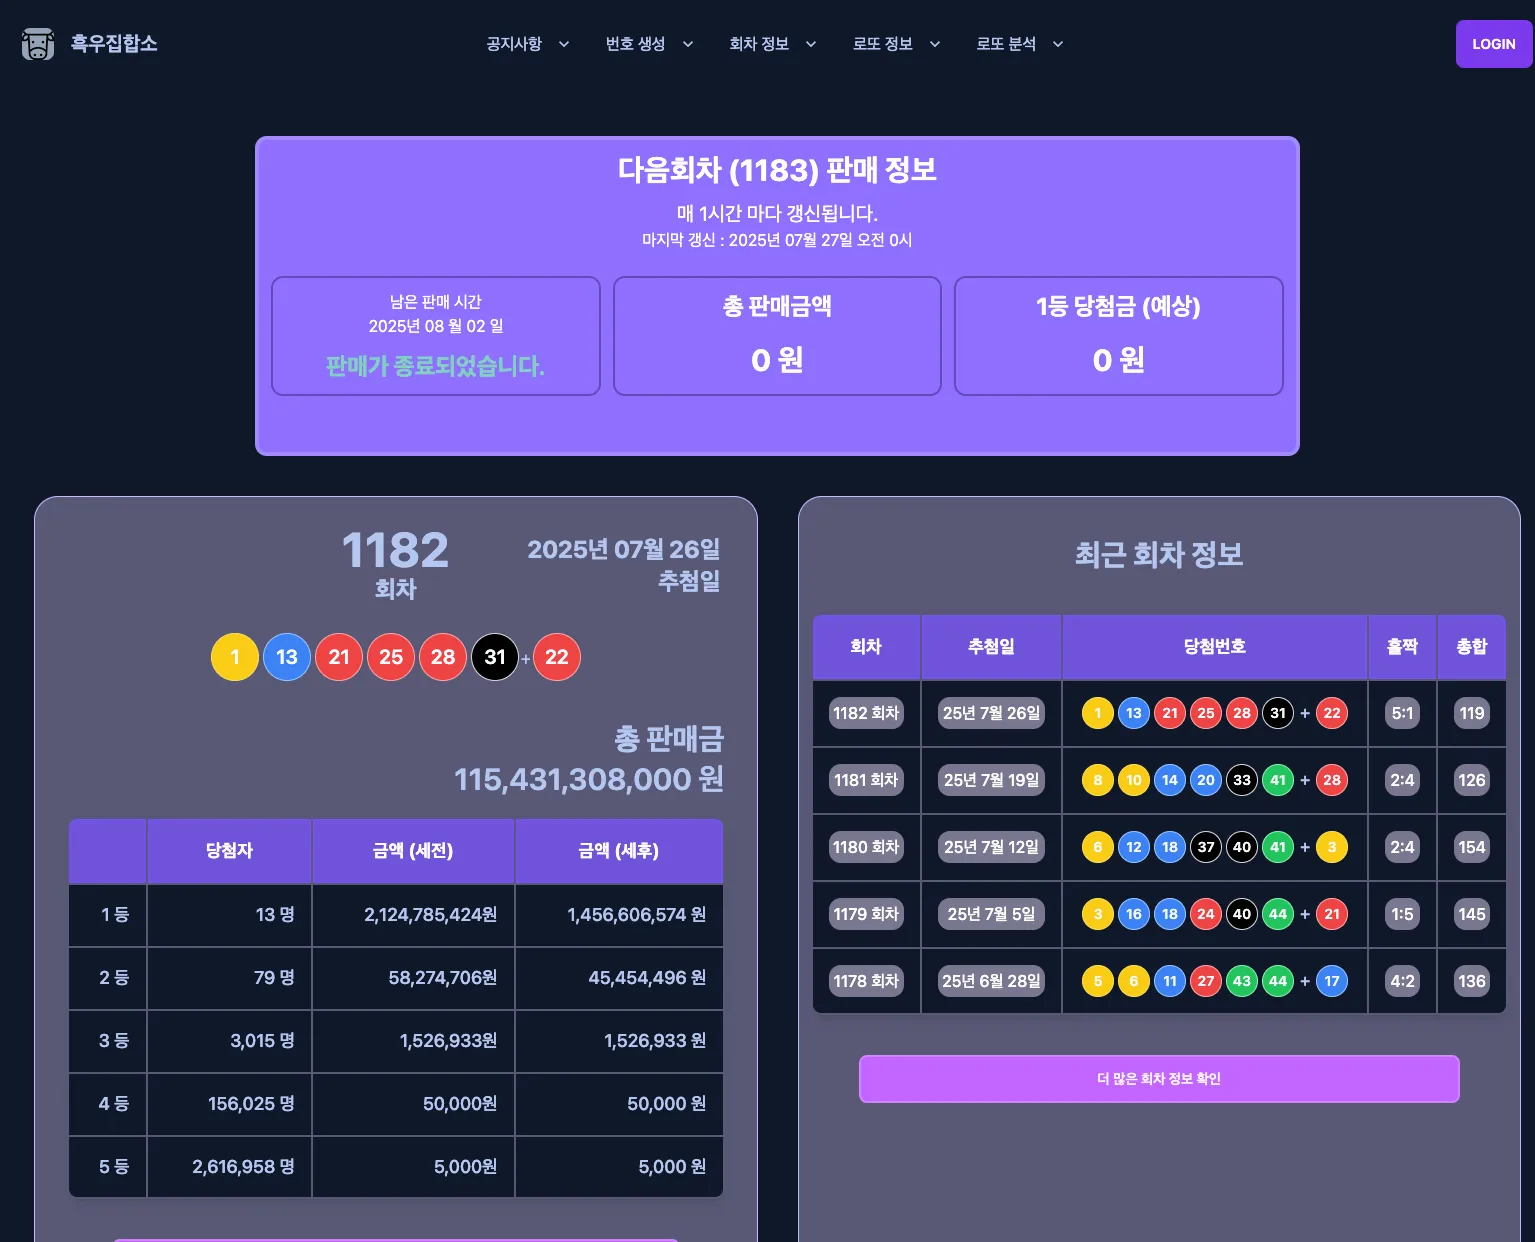 흑우집합소
공지사항 번호 생성 회차 정보 로또 정보 로또 분석
LOGIN
다음회차 (1183) 판매 정보
매 1시간 마다 갱신됩니다.
마지막 갱신 : 2025년 07월 27일 오전 0시
남은 판매 시간
2025년 08 월 02 일
판매가 종료되었습니다.
총 판매금액
0 원
1등 당첨금 (예상)
0 원
1182
회차
2025년 07월 26일
추첨일
1 13 21 25 28 31 + 22
총 판매금
115,431,308,000 원
당첨자 금액 (세전) 금액 (세후)
1 등 13 명 2,124,785,424원 1,456,606,574 원
2 등 79 명 58,274,706원 45,454,496 원
3 등 3,015 명 1,526,933원 1,526,933 원
4 등 156,025 명 50,000원 50,000 원
5 등 2,616,958 명 5,000원 5,000 원
최근 회차 정보
회차 추첨일 당첨번호 홀짝 총합
1182 회차 25년 7월 26일 1 13 21 25 28 31 + 22 5:1 119
1181 회차 25년 7월 19일 8 10 14 20 33 41 + 28 2:4 126
1180 회차 25년 7월 12일 6 12 18 37 40 41 + 3 2:4 154
1179 회차 25년 7월 5일 3 16 18 24 40 44 + 21 1:5 145
1178 회차 25년 6월 28일 5 6 11 27 43 44 + 17 4:2 136
더 많은 회차 정보 확인